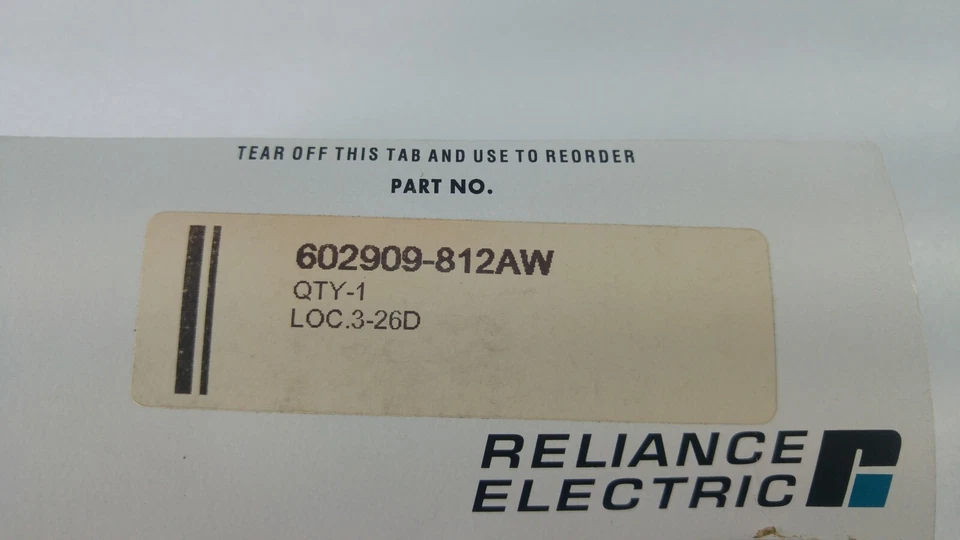 TEAR OFF THIS TAB AND USE TO REORDER
PART NO.
602909-812AW
QTY-1
LOC.3-26D
RELIANCE
ELECTRIC